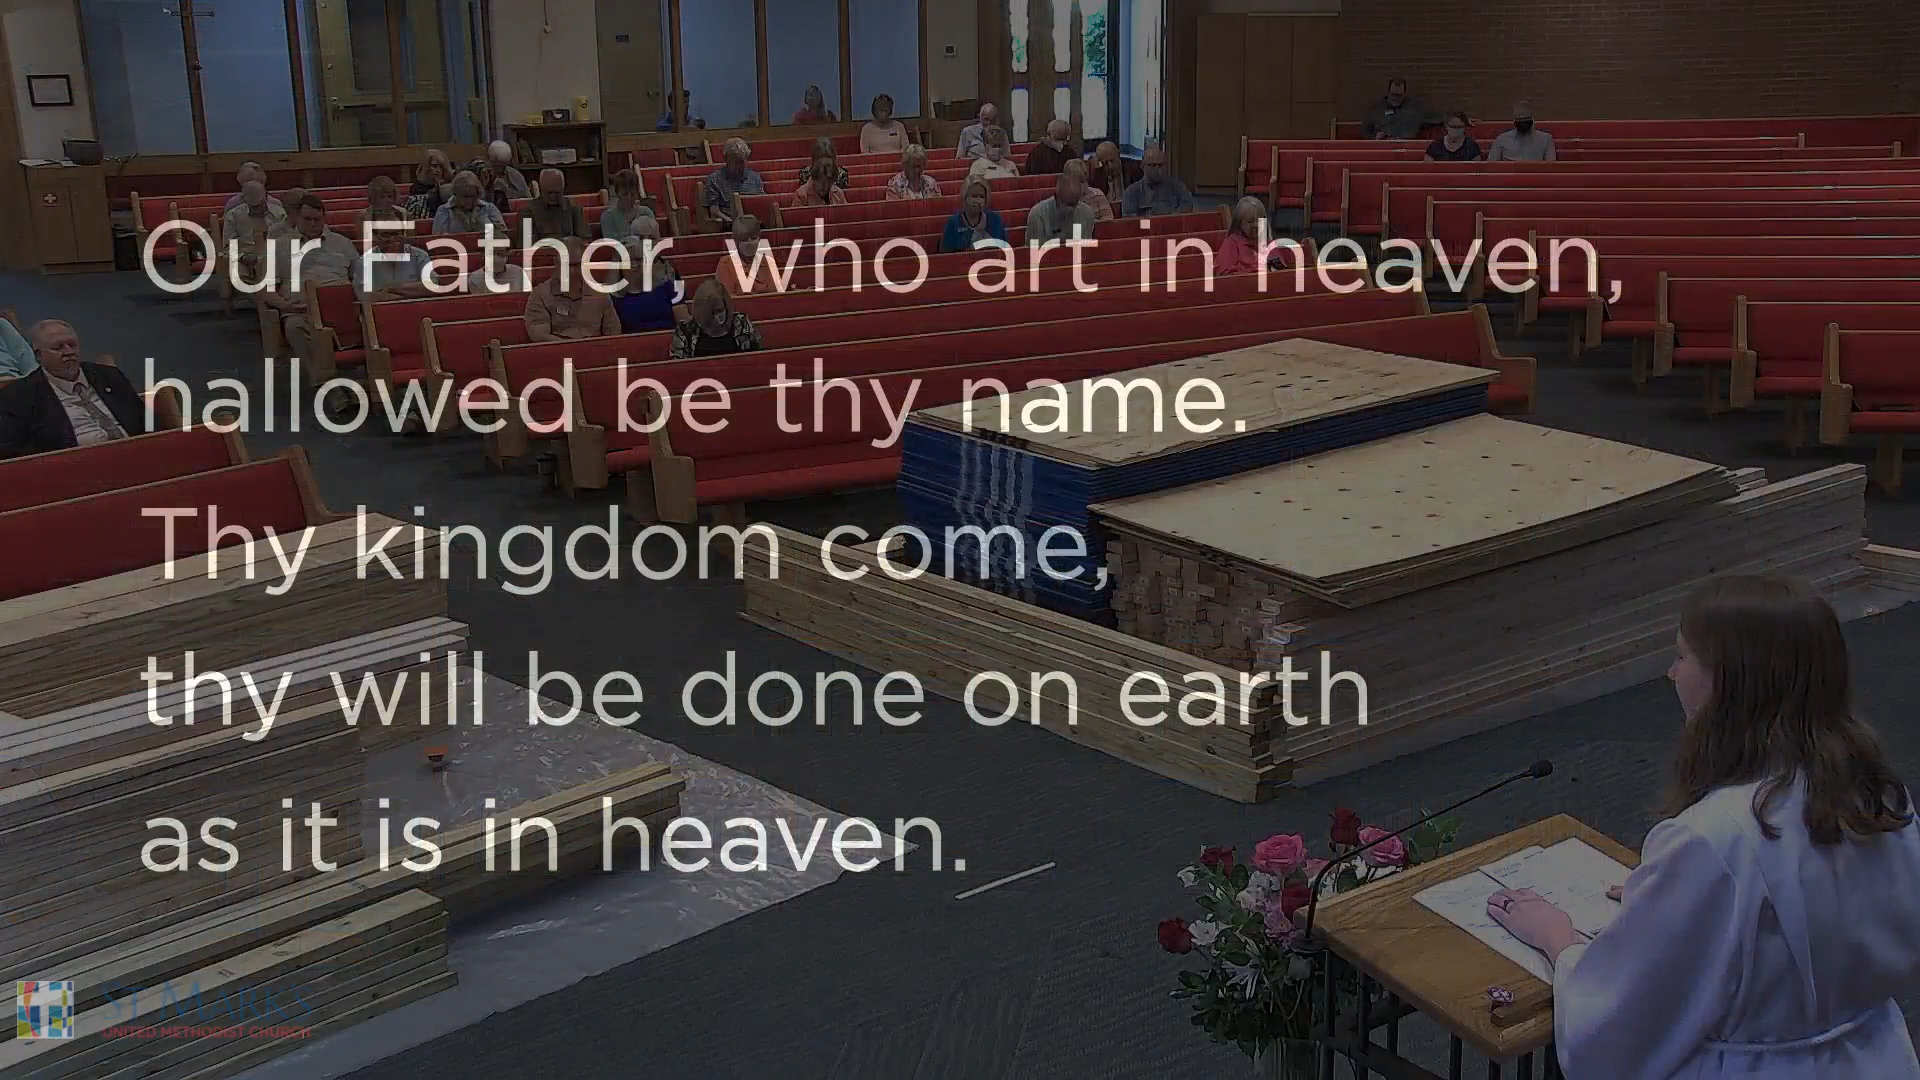 Our Father, who art in heaven,
hallowed be thy name.
Thy kingdom come,
thy will be done on earth
as it is in heaven.
ST. MARK'S
UNITED METHODIST CHURCH